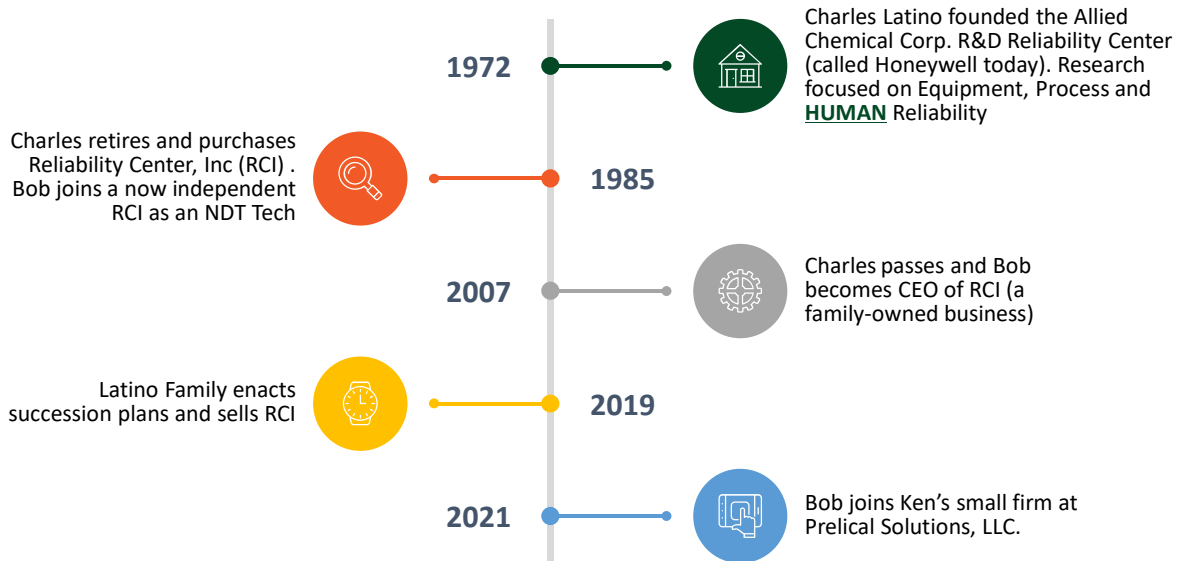 1972
Charles Latino founded the Allied
Chemical Corp. R&D Reliability Center
(called Honeywell today). Research
focused on Equipment, Process and
HUMAN Reliability
Charles retires and purchases
Reliability Center, Inc (RCI) .
Bob joins a now independent
RCI as an NDT Tech
1985
2007
Charles passes and Bob
becomes CEO of RCI (a
family-owned business)
Latino Family enacts
succession plans and sells RCI
2019
2021
Bob joins Ken’s small firm at
Prelical Solutions, LLC.